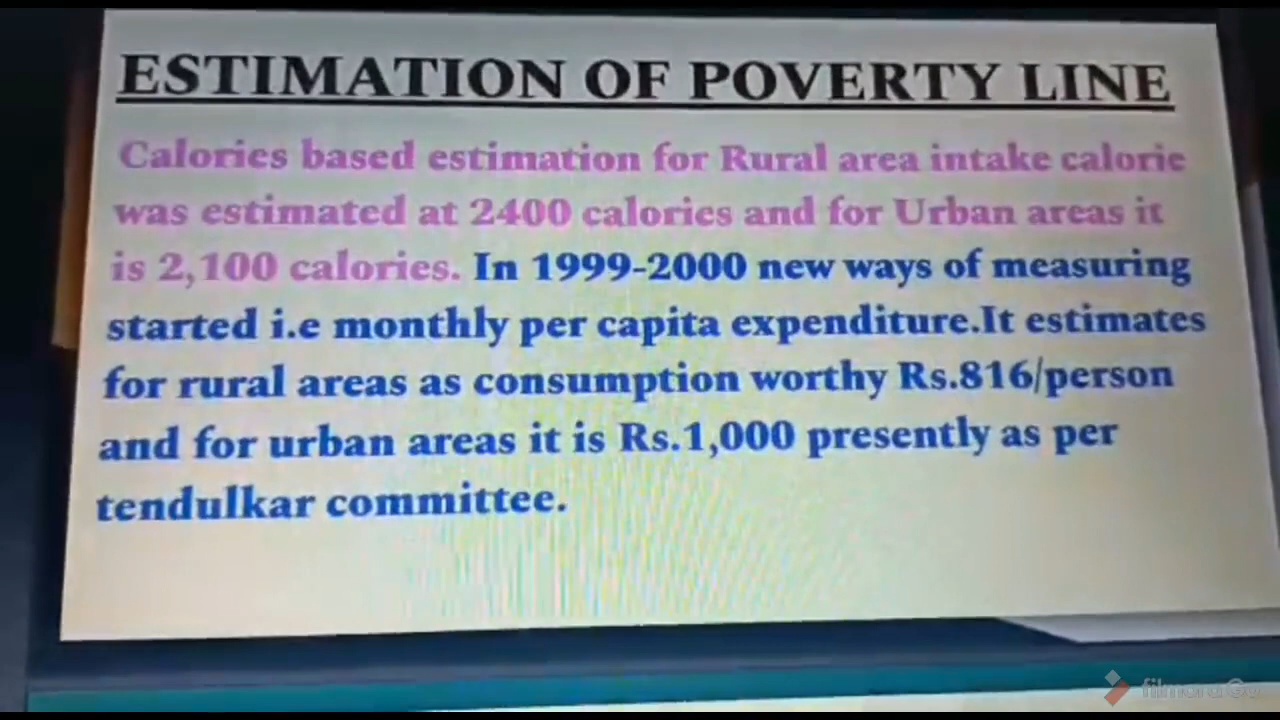 ESTIMATION OF POVERTY LINE
Calories based estimation for Rural area intake calorie
was estimated at 2400 calories and for Urban areas it
is 2,100 calories. In 1999-2000 new ways of measuring
started i.e monthly per capita expenditure.It estimates
for rural areas as consumption worthy Rs.816/person
and for urban areas it is Rs.1,000 presently as per
tendulkar committee.
filmora Go